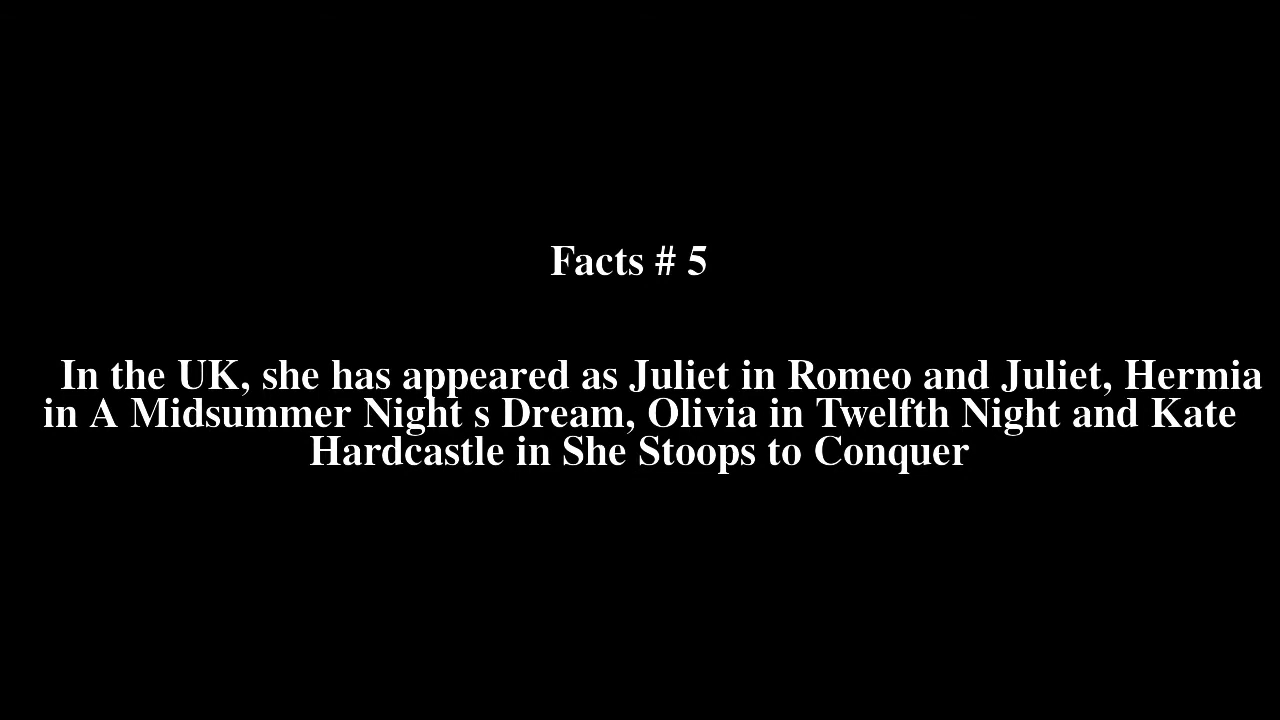 Facts # 5
In the UK, she has appeared as Juliet in Romeo and Juliet, Hermia
in A Midsummer Night s Dream, Olivia in Twelfth Night and Kate
Hardcastle in She Stoops to Conquer